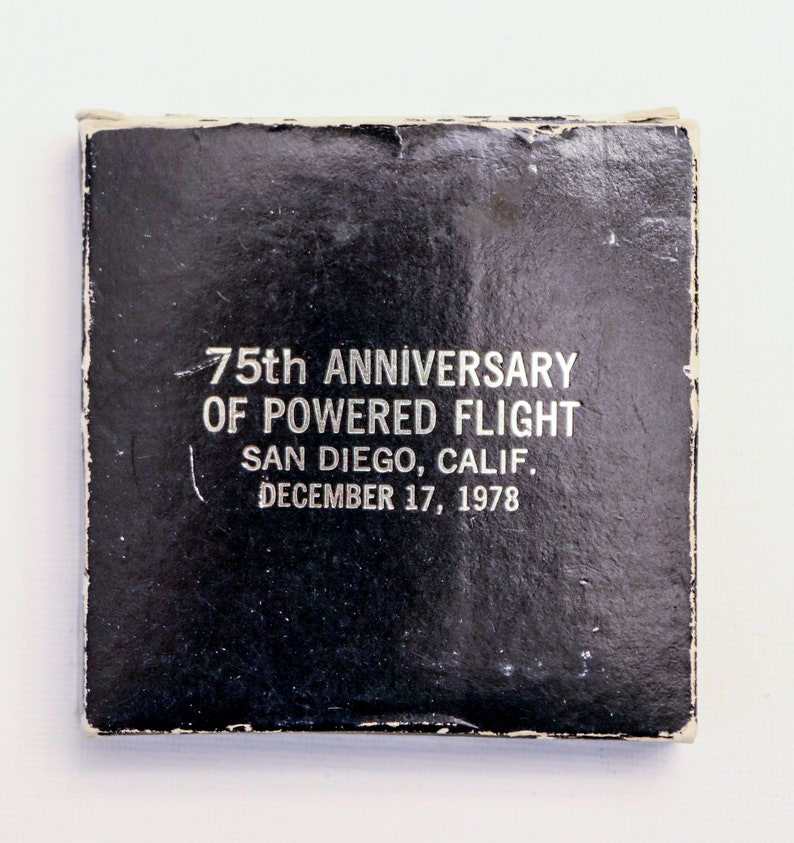 75th ANNIVERSARY
OF POWERED FLIGHT
SAN DIEGO, CALIF.
DECEMBER 17, 1978